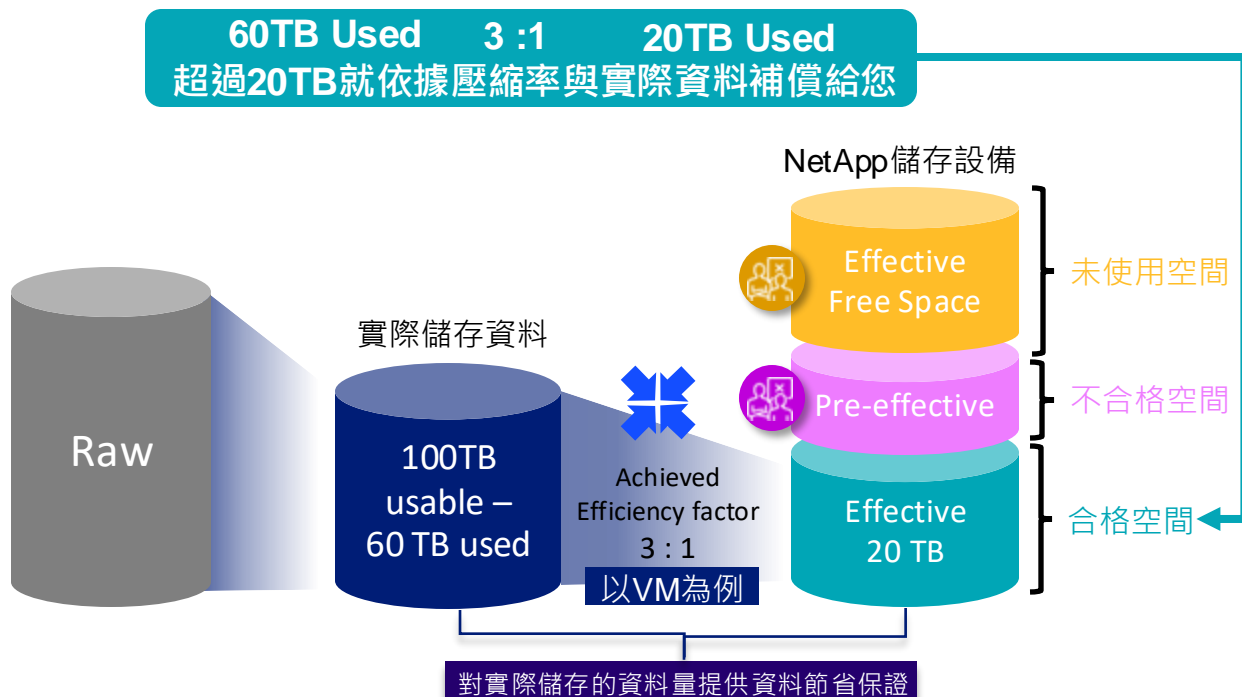 60TB Used 3 :1 20TB Used
超過20TB就依據壓縮率與實際資料補償給您
NetApp儲存設備
Effective
Free Space
未使用空間
Pre-effective
不合格空間
Effective
20 TB
合格空間
實際儲存資料
Raw
100TB
usable –
60 TB used
Achieved
Efficiency factor
3 : 1
以VM為例
對實際儲存的資料量提供資料節省保證